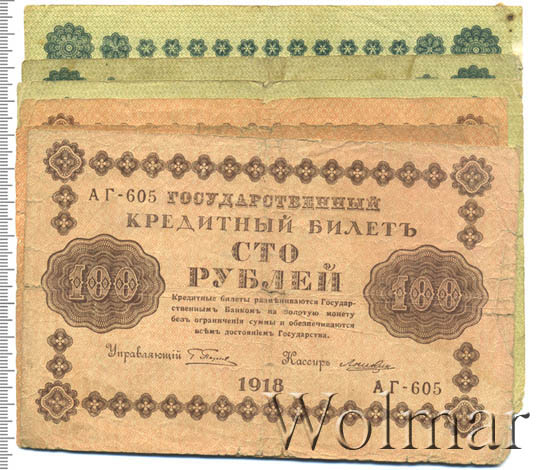 АГ-605 ГОСУДАРСТВЕННЫЙ
КРЕДИТНЫЙ БИЛЕТЪ
СТО
РУБЛЕЙ
100
100
Кредитные билеты размѣниваются Государ-
ственнымъ Банкомъ на золотую монету
безъ ограниченія суммы и обезпечиваются
всѣмъ достояніемъ Государства.
Управляющій
Кассиръ
1918
АГ-605
Wolmar